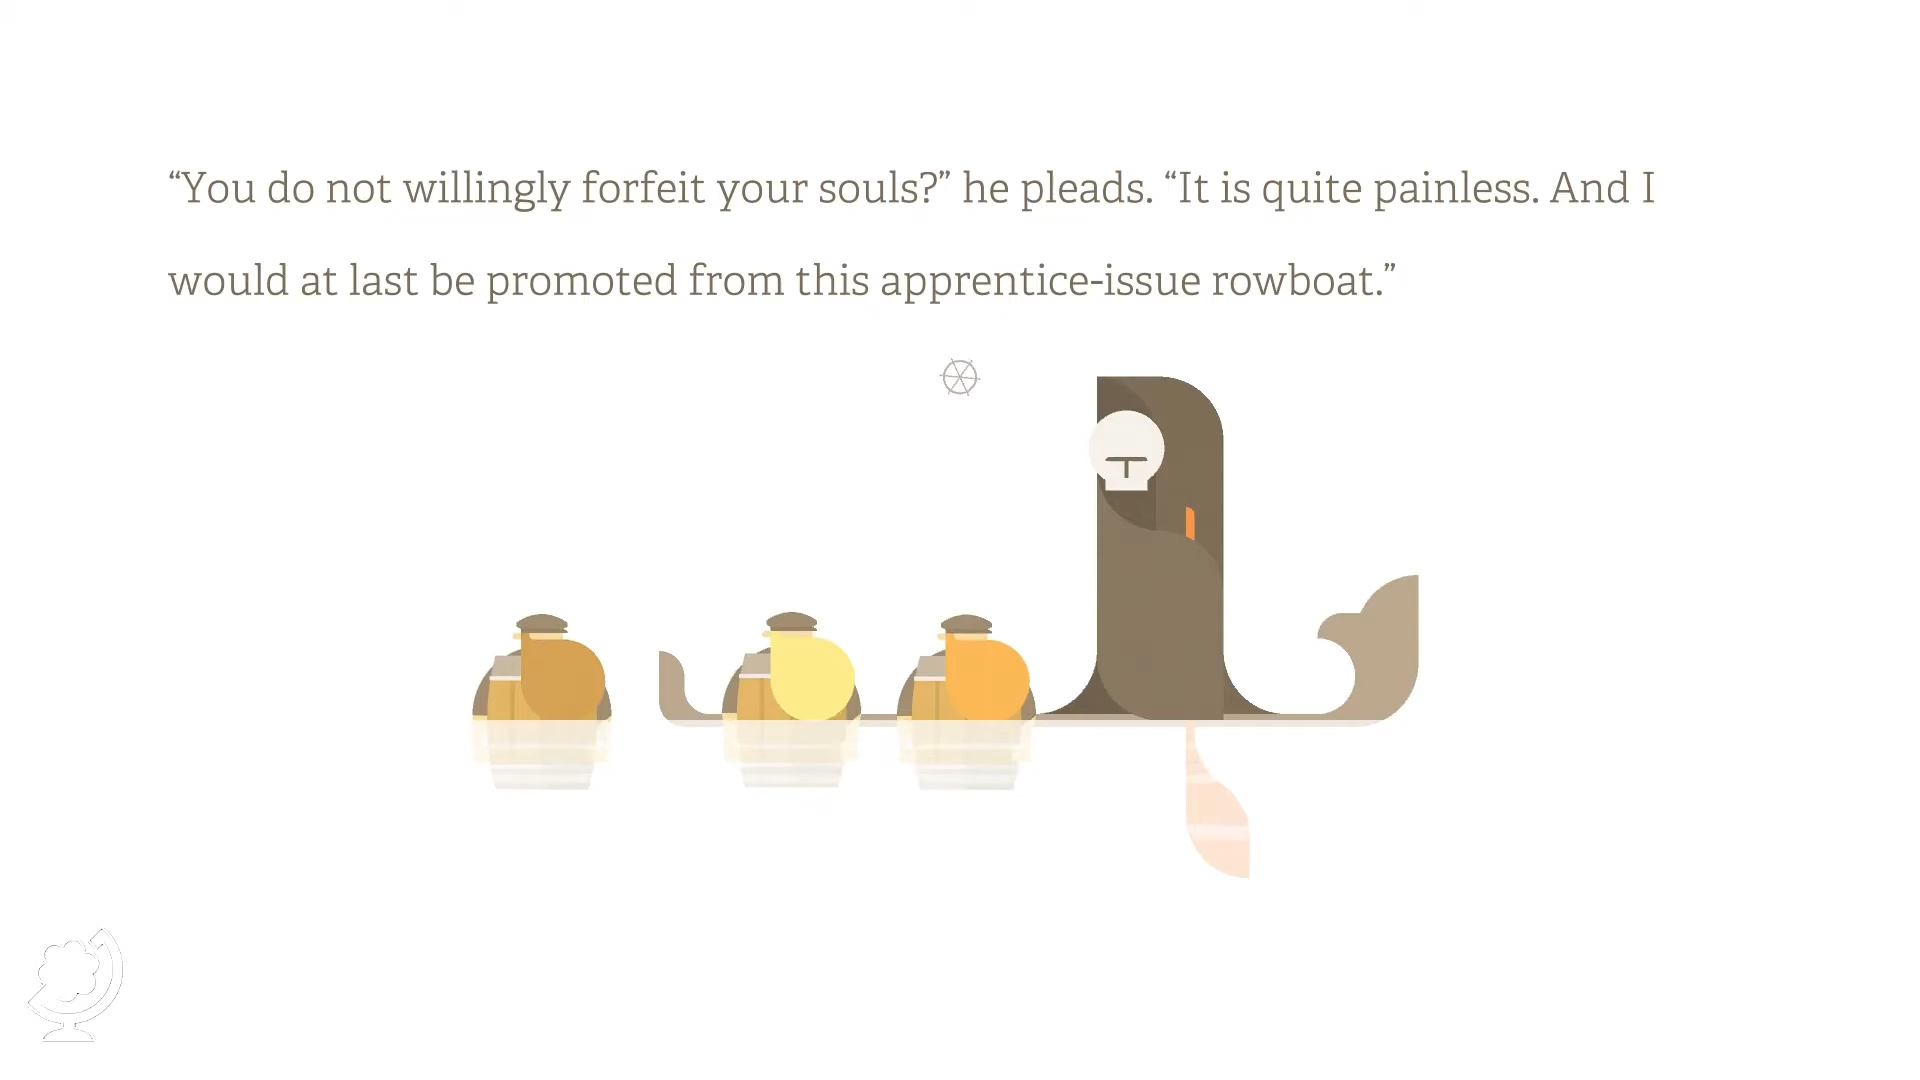 “You do not willingly forfeit your souls?” he pleads. “It is quite painless. And I
would at last be promoted from this apprentice-issue rowboat.”